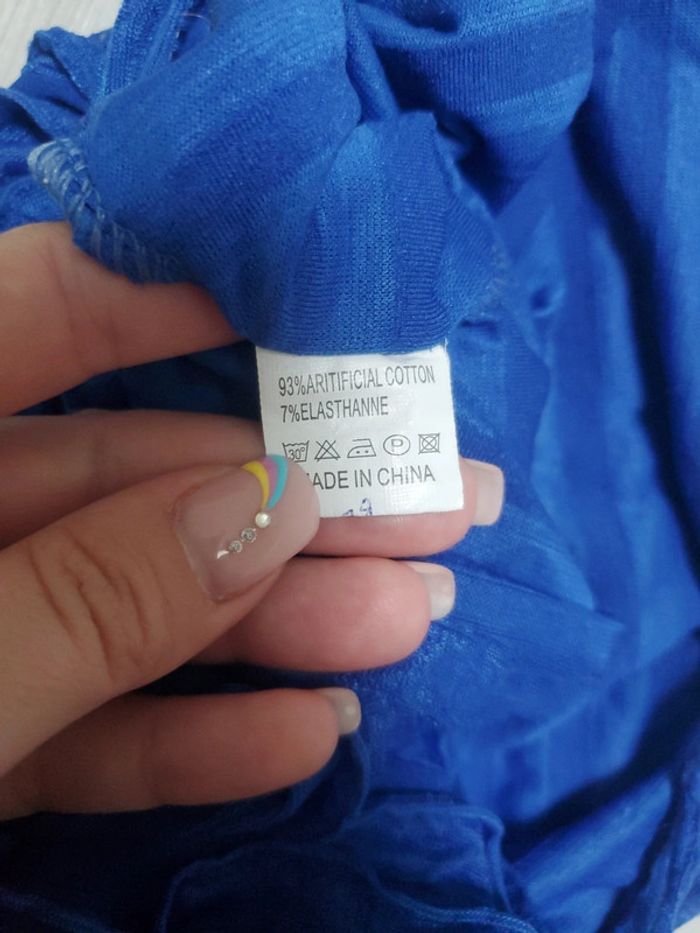 93%ARITIFICIAL COTTON
7%ELASTHANNE
30° P
ADE IN CHINA